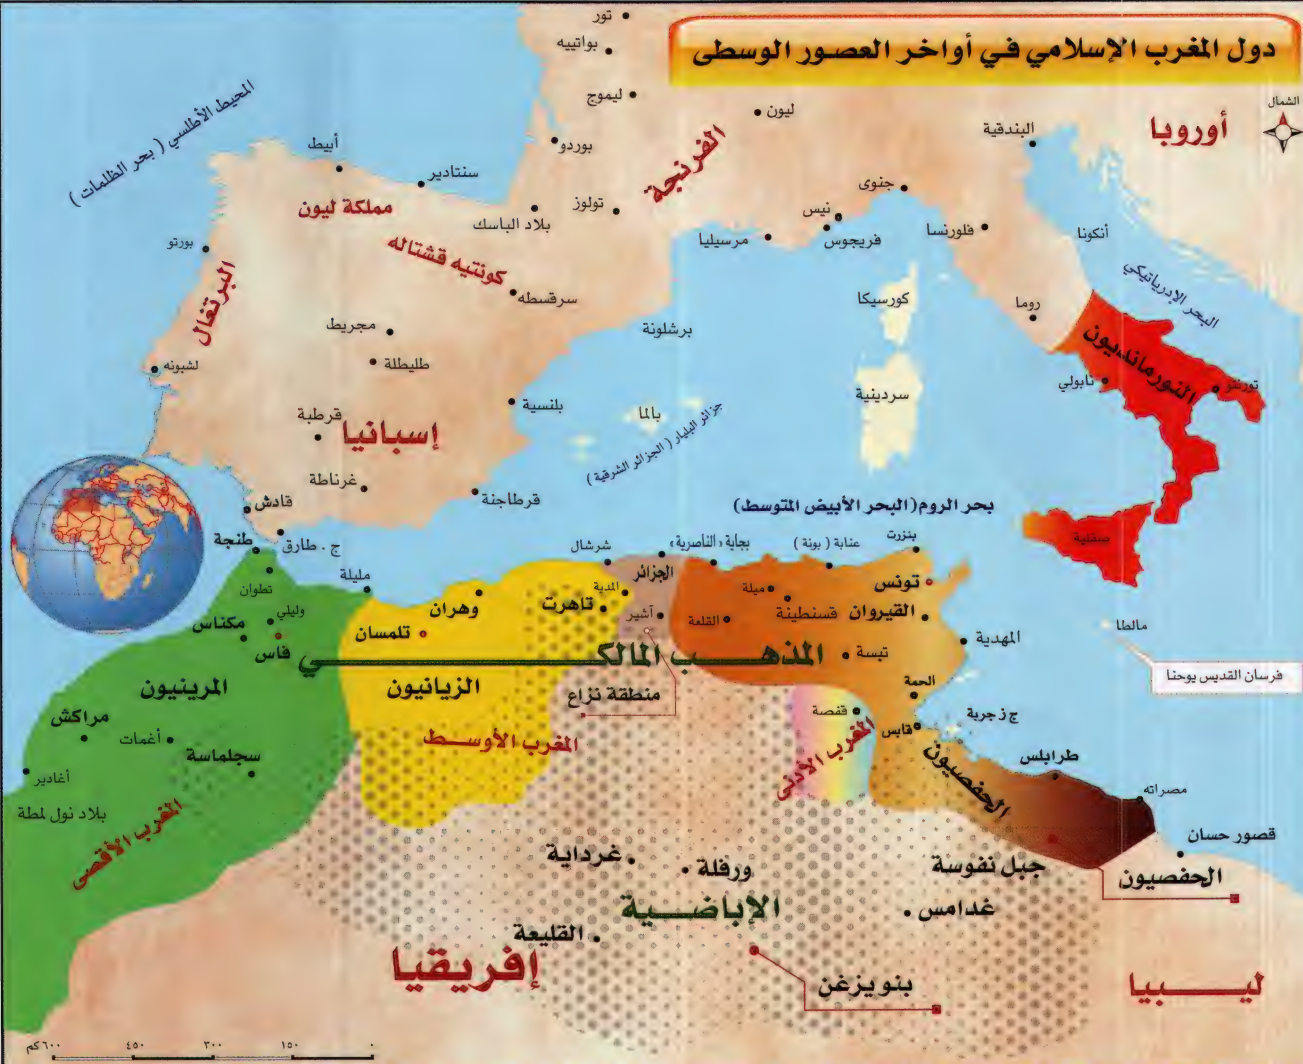 دول المغرب الإسلامي في أواخر العصور الوسطى
الشمال
أوروبا
تور
بواتييه
ليموج
ليون
البندقية
المحيط الأطلسي ( بحر الظلمات )
بوردو
الفرنجة
أبيط
سنتادير
جنوى
مملكة ليون
بلاد الباسك
تولوز
نيس
فريجوس
مرسيليا
فلورنسا
أنكونا
بورتو
كونتيه قشتاله
البحر الإدرياتيكي
البرتغال
سرقسطه
كورسيكا
روما
مجريط
برشلونة
النورمانديون
لشبونه
طليطلة
نابولي
تورنتو
سردينية
بلنسية
بالما
قرطبة
إسبانيا
جزائر البليار ( الجزائر الشرقية )
غرناطة
قرطاجنة
قادش
بحر الروم(البحر الأبيض المتوسط)
صقلية
طنجة
ج . طارق
شرشال
بجاية «الناصرية»
عنابة ( بونة )
بنزرت
تطوان
مليلة
الجزائر
تونس
وهران
المدية
ميلة
تاهرت
آشير
قسنطينة
القيروان
وليلي
مكناس
تلمسان
القلعة
مالطا
المهدية
فاس
المذهب المالكي
تبسة
فرسان القديس يوحنا
المرينيون
الزيانيون
منطقة نزاع
الحمة
مراكش
قفصة
ج ز جربة
أغمات
المغرب الأوسط
قابس
سجلماسة
المغرب الأدنى
الحفصيون
طرابلس
أغادير
مصراته
بلاد نول لمطة
المغرب الأقصى
قصور حسان
غرداية
ورقلة
جبل نفوسة
الحفصيون
الإباضية
غدامس
القليعة
إفريقيا
بنو يزغن
ليبيا
٦٠٠ كم ٤٥٠ ٣٠٠ ١٥٠ ٠